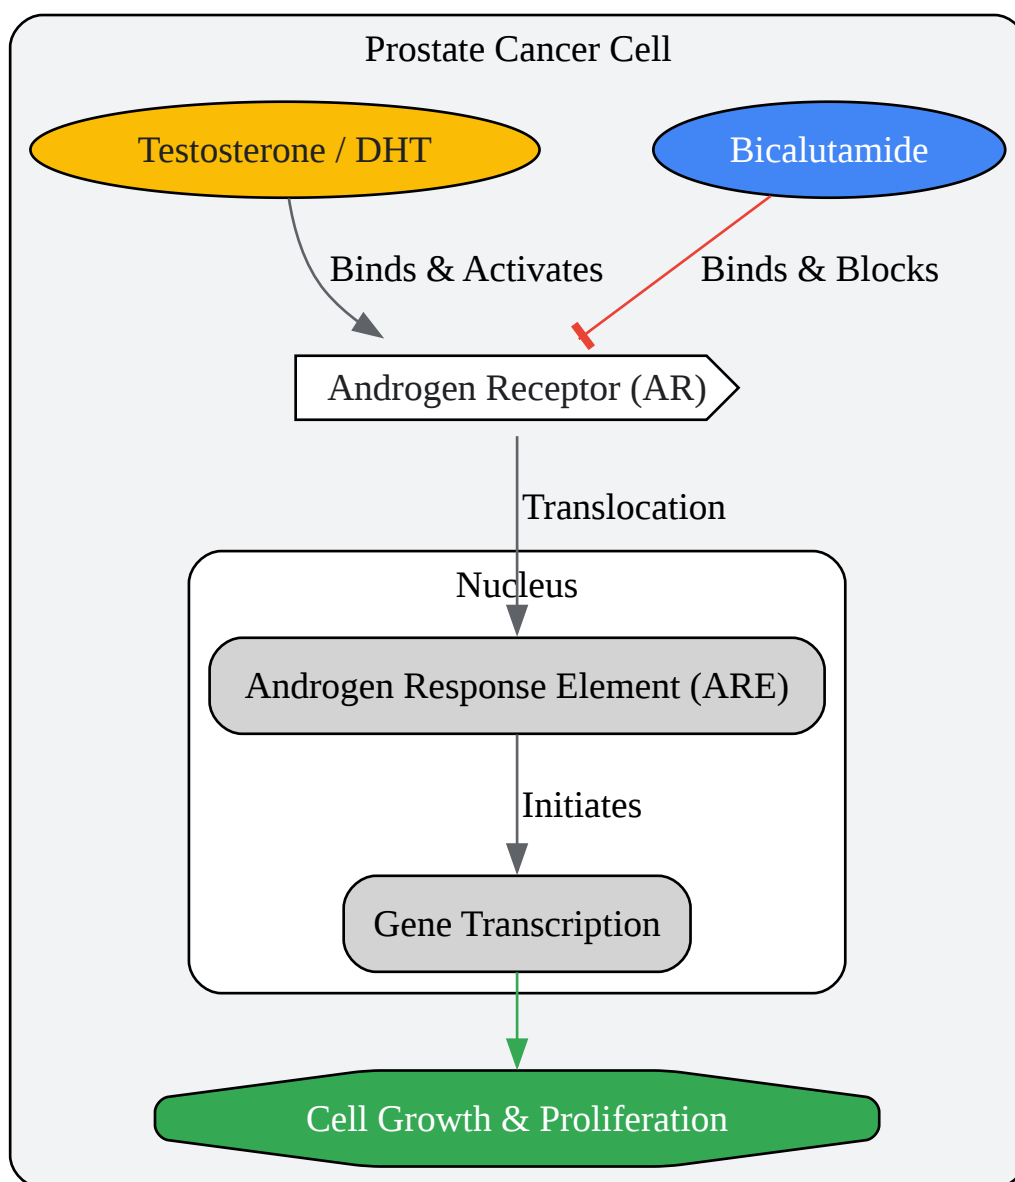 Prostate Cancer Cell
Testosterone / DHT
Bicalutamide
Binds & Activates
Binds & Blocks
Androgen Receptor (AR)
Translocation
Nucleus
Androgen Response Element (ARE)
Initiates
Gene Transcription
Cell Growth & Proliferation